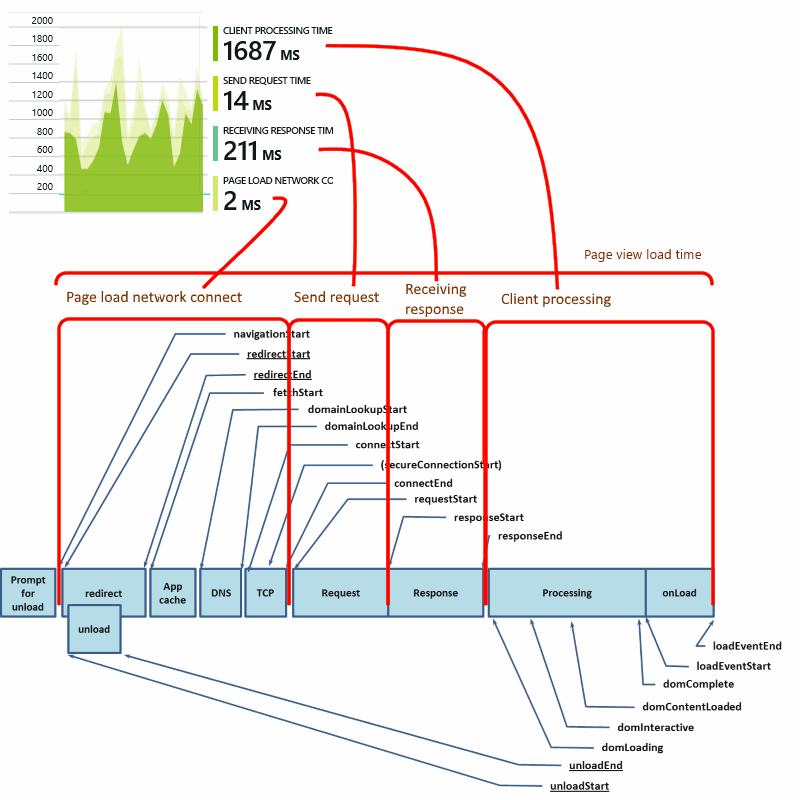 2000
1800
1600
1400
1200
1000
800
600
400
200
CLIENT PROCESSING TIME
1687 MS
SEND REQUEST TIME
14 MS
RECEIVING RESPONSE TIM
211 MS
PAGE LOAD NETWORK CO
2 MS
Page view load time
Page load network connect
Send request
Receiving
response
Client processing
navigationStart
redirectStart
redirectEnd
fetchStart
domainLookupStart
domainLookupEnd
connectStart
(secureConnectionStart)
connectEnd
requestStart
responseStart
responseEnd
Prompt
for
unload
redirect
unload
App
cache
DNS
TCP
Request
Response
Processing
onLoad
loadEventEnd
loadEventStart
domComplete
domContentLoaded
domInteractive
domLoading
unloadEnd
unloadStart